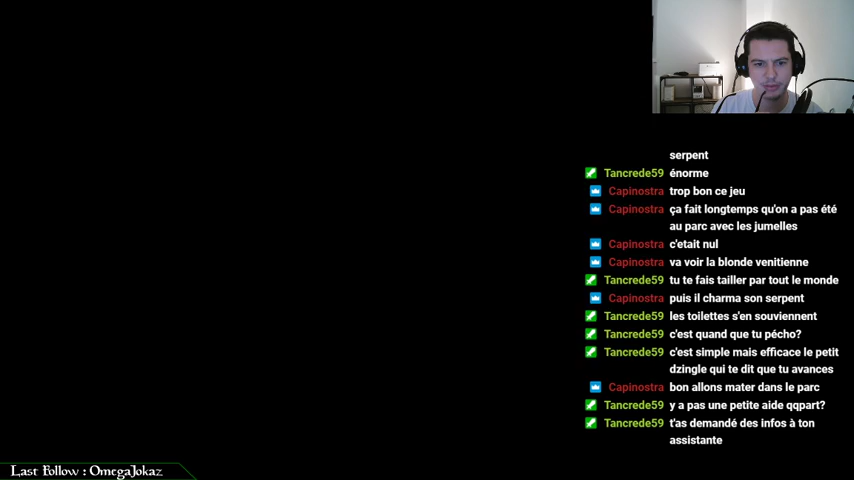 serpent
Tancrede59 énorme
Capinostra trop bon ce jeu
Capinostra ça fait longtemps qu'on a pas été
au parc avec les jumelles
Capinostra c'etait nul
Capinostra va voir la blonde venitienne
Tancrede59 tu te fais tailler par tout le monde
Capinostra puis il charma son serpent
Tancrede59 les toilettes s'en souviennent
Tancrede59 c'est quand que tu pécho?
Tancrede59 c'est simple mais efficace le petit
dzingle qui te dit que tu avances
Capinostra bon allons mater dans le parc
Tancrede59 y a pas une petite aide qqpart?
Tancrede59 t'as demandé des infos à ton
assistante
Last Follow : OmegaJokaz